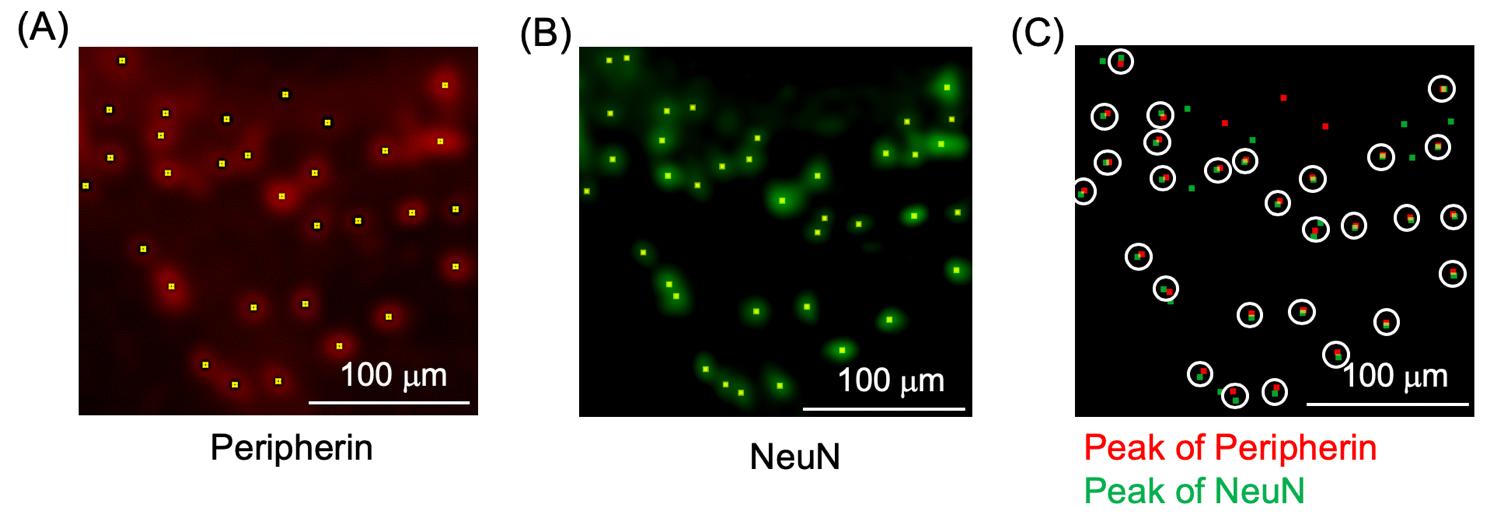 (A)
(B)
(C)
100 μm
100 μm
100 μm
Peripherin
NeuN
Peak of Peripherin
Peak of NeuN